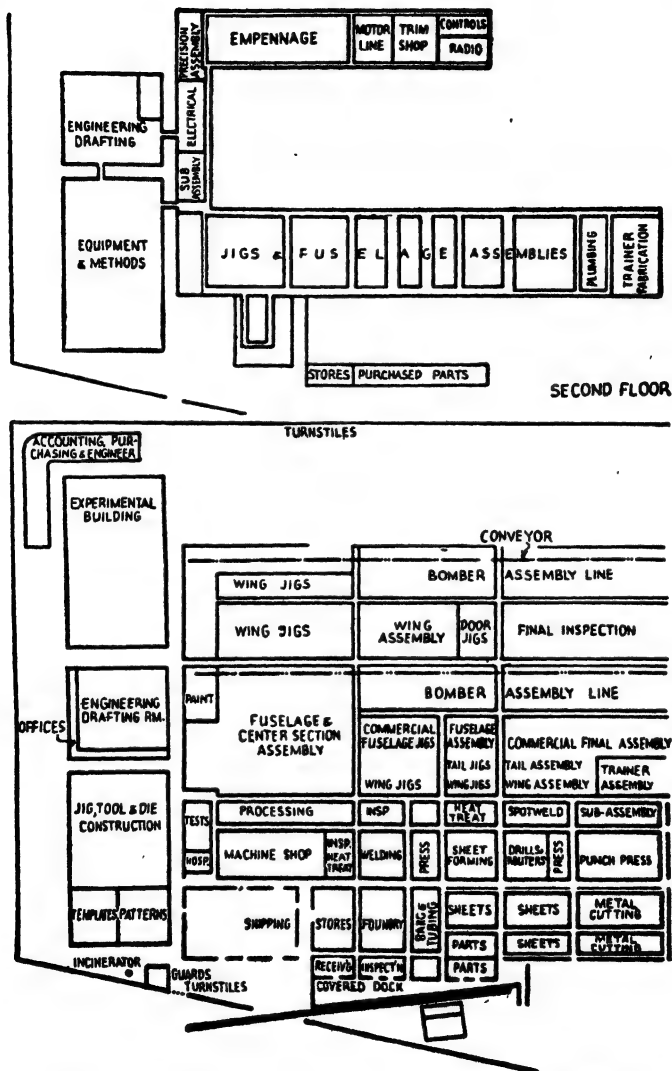 PRECISION
ASSEMBLY
EMPENNAGE
MOTOR
LINE
TRIM
SHOP
CONTROLS
RADIO
ENGINEERING
DRAFTING
ELECTRICAL
SUB
ASSEMBLY
EQUIPMENT
& METHODS
JIGS & FUSELAGE ASSEMBLIES
PLUMBING
TRAINER
FABRICATION
STORES PURCHASED PARTS
SECOND FLOOR
TURNSTILES
ACCOUNTING, PUR-
CHASING & ENGINEER
EXPERIMENTAL
BUILDING
CONVEYOR
WING JIGS
BOMBER ASSEMBLY LINE
WING JIGS
WING
ASSEMBLY
DOOR
JIGS
FINAL INSPECTION
OFFICES
ENGINEERING
DRAFTING RM.
PAINT
FUSELAGE &
CENTER SECTION
ASSEMBLY
BOMBER ASSEMBLY LINE
COMMERCIAL
FUSELAGE JIGS
WING JIGS
FUSELAGE
ASSEMBLY
TAIL JIGS
WING JIGS
COMMERCIAL FINAL ASSEMBLY
TAIL ASSEMBLY
WING ASSEMBLY
TRAINER
ASSEMBLY
JIG, TOOL & DIE
CONSTRUCTION
TESTS
PROCESSING
INSP
HEAT
TREAT
SPOTWELD
SUB-ASSEMBLY
HOSP.
MACHINE SHOP
INSP.
HEAT
TREAT
WELDING
PRESS
SHEET
FORMING
DRILLS
ROUTERS
PRESS
PUNCH PRESS
TEMPLATES
PATTERNS
SHIPPING
STORES
FOUNDRY
BARS &
TUBING
SHEETS
SHEETS
METAL
CUTTING
PARTS
SHEETS
METAL
CUTTING
INCINERATOR
GUARDS
TURNSTILES
RECEIV'G
INSPECT'N
PARTS
COVERED DOCK